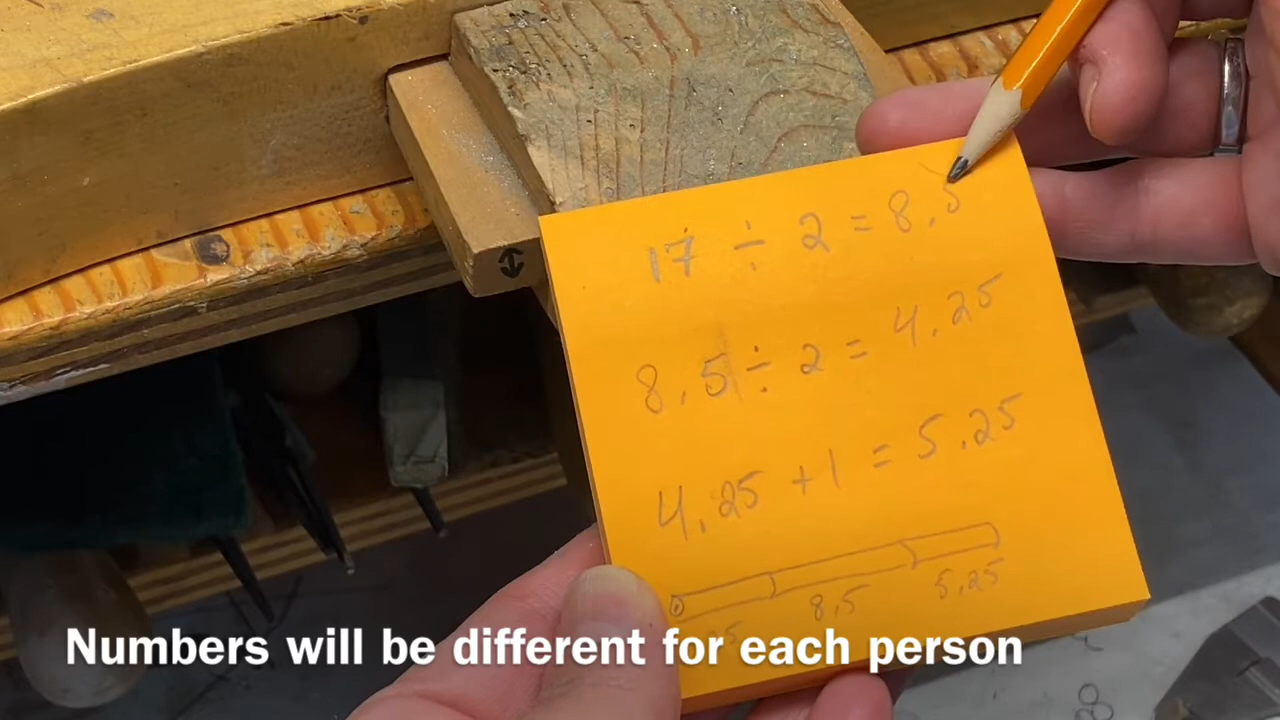 17 ÷ 2 = 8.5
8.5 ÷ 2 = 4.25
4.25 + 1 = 5.25
8.5 5.25
Numbers will be different for each person